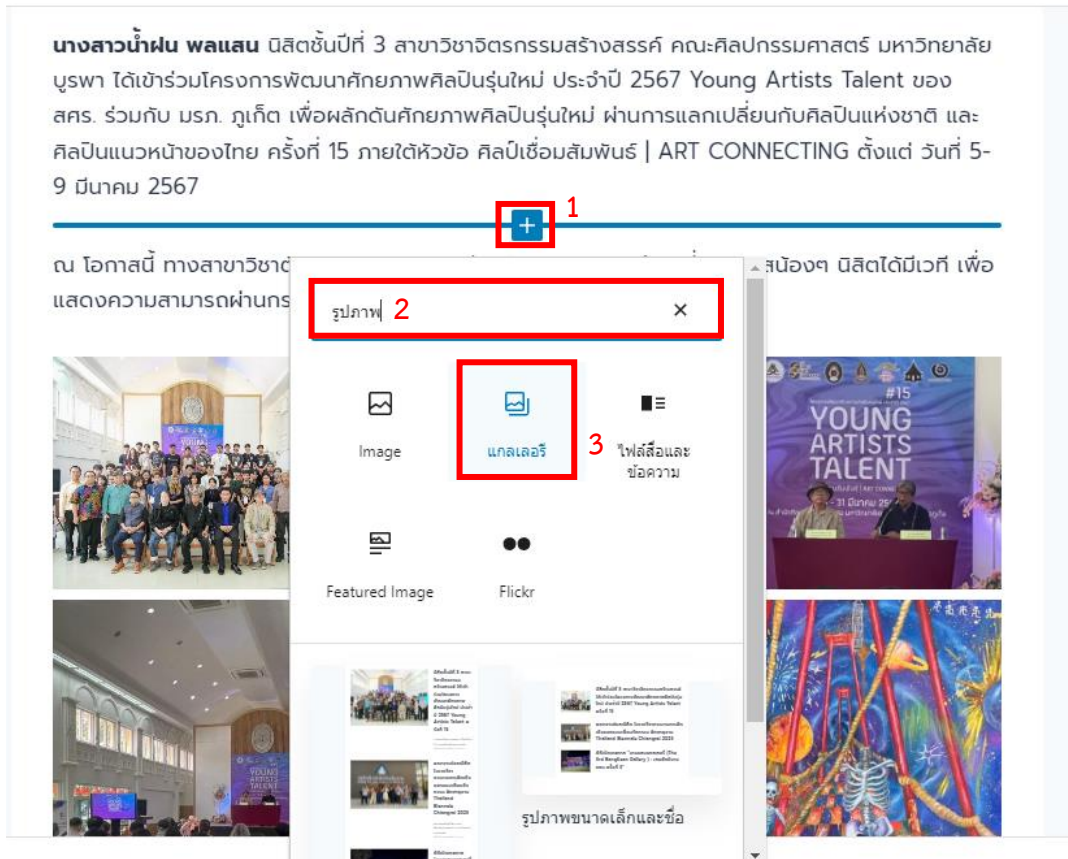 นางสาวน้ำฝน พลแสน นิสิตชั้นปีที่ 3 สาขาวิชาจิตรกรรมสร้างสรรค์ คณะศิลปกรรมศาสตร์ มหาวิทยาลัย
บูรพา ได้เข้าร่วมโครงการพัฒนาศักยภาพศิลปินรุ่นใหม่ ประจำปี 2567 Young Artists Talent ของ
สศร. ร่วมกับ มรภ. ภูเก็ต เพื่อผลักดันศักยภาพศิลปินรุ่นใหม่ ผ่านการแลกเปลี่ยนกับศิลปินแห่งชาติ และ
ศิลปินแนวหน้าของไทย ครั้งที่ 15 ภายใต้หัวข้อ ศิลป์เชื่อมสัมพันธ์ | ART CONNECTING ตั้งแต่ วันที่ 5-
9 มีนาคม 2567
1
ณ โอกาสนี้ ทางสาขาวิชา สน้องๆ นิสิตได้มีเวที เพื่อ
แสดงความสามารถผ่านกร
รูปภาพ 2
Image
แกลเลอรี
3
ไฟล์สื่อและ
ข้อความ
Featured Image
Flickr
#15
YOUNG
ARTISTS
TALENT
YOUNG
ARTISTS
TALENT
รูปภาพขนาดเล็กและชื่อ